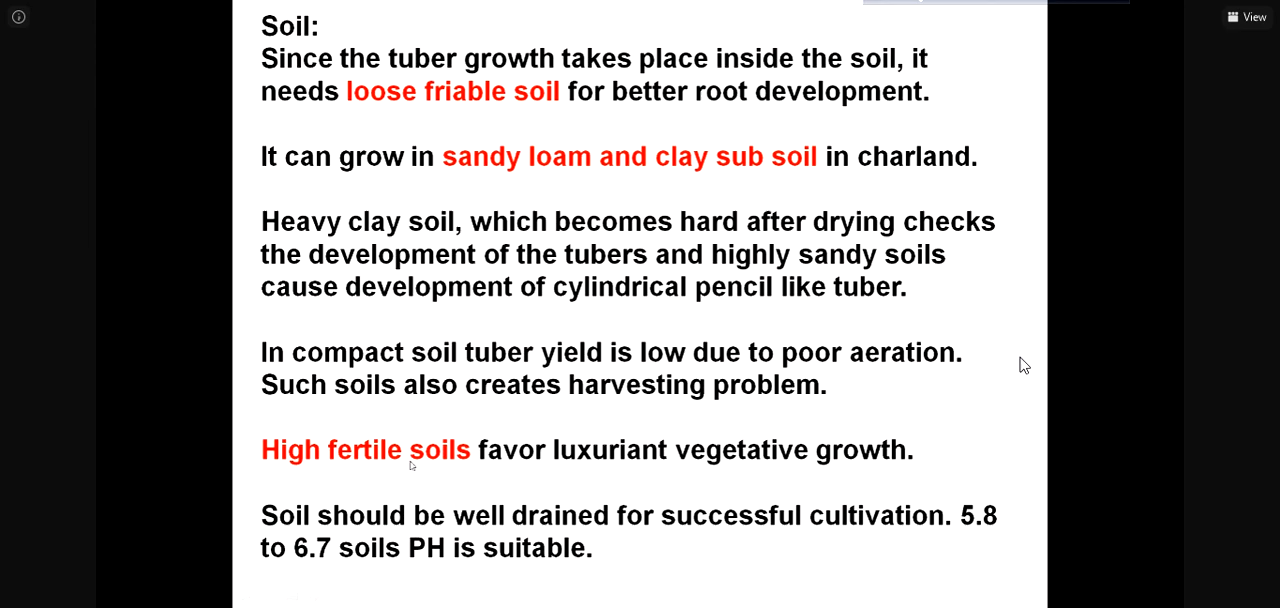 View
Soil:
Since the tuber growth takes place inside the soil, it
needs loose friable soil for better root development.
It can grow in sandy loam and clay sub soil in charland.
Heavy clay soil, which becomes hard after drying checks
the development of the tubers and highly sandy soils
cause development of cylindrical pencil like tuber.
In compact soil tuber yield is low due to poor aeration.
Such soils also creates harvesting problem.
High fertile soils favor luxuriant vegetative growth.
Soil should be well drained for successful cultivation. 5.8
to 6.7 soils PH is suitable.